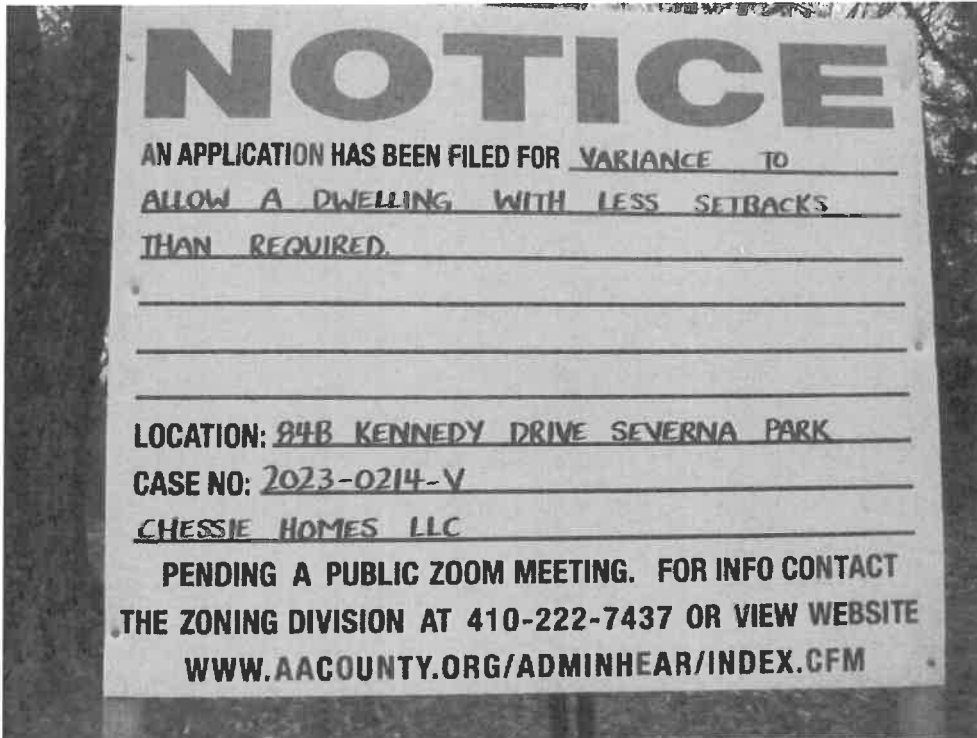 NOTICE
AN APPLICATION HAS BEEN FILED FOR VARIANCE TO
ALLOW A DWELLING WITH LESS SETBACKS
THAN REQUIRED.
LOCATION: 84B KENNEDY DRIVE SEVERNA PARK
CASE NO: 2023-0214-V
CHESSIE HOMES LLC
PENDING A PUBLIC ZOOM MEETING. FOR INFO CONTACT
THE ZONING DIVISION AT 410-222-7437 OR VIEW WEBSITE
WWW.AACOUNTY.ORG/ADMINHEAR/INDEX.CFM